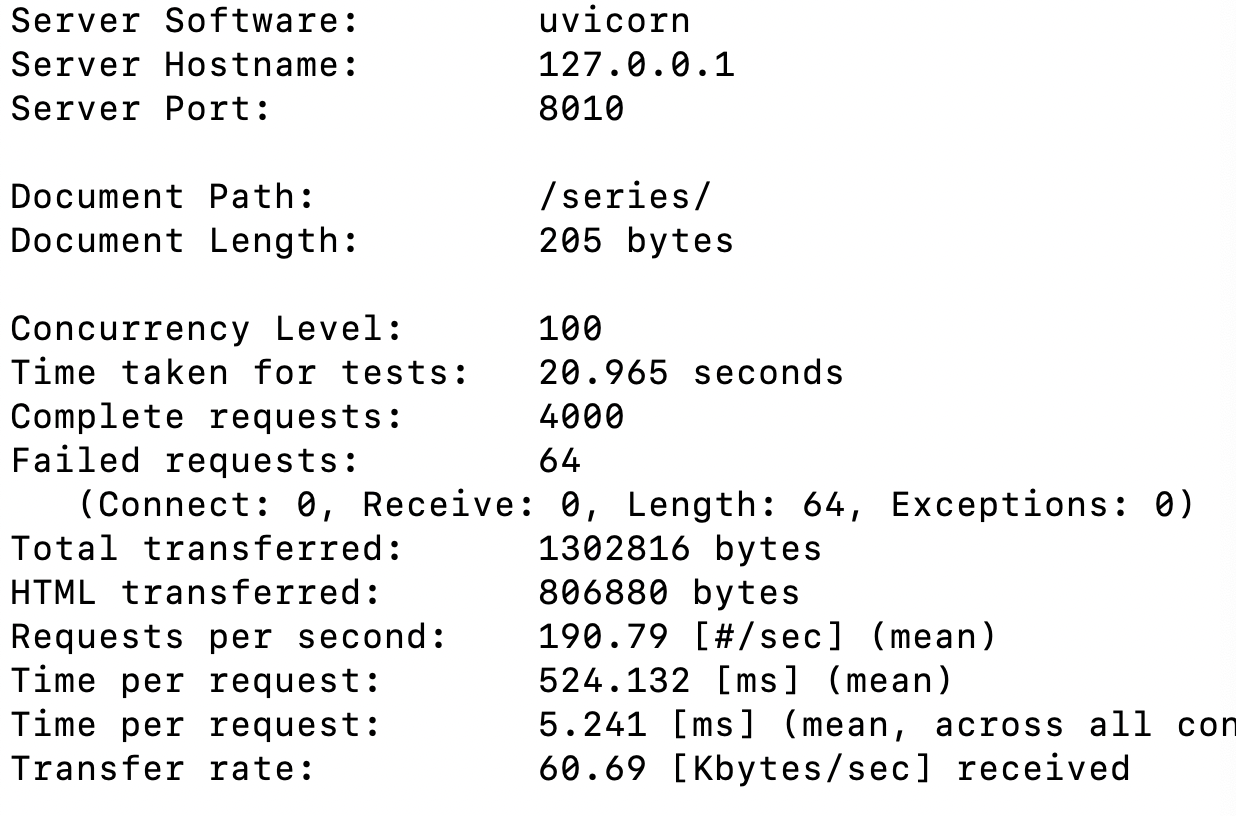 Server Software: uvicorn
Server Hostname: 127.0.0.1
Server Port: 8010
Document Path: /series/
Document Length: 205 bytes
Concurrency Level: 100
Time taken for tests: 20.965 seconds
Complete requests: 4000
Failed requests: 64
(Connect: 0, Receive: 0, Length: 64, Exceptions: 0)
Total transferred: 1302816 bytes
HTML transferred: 806880 bytes
Requests per second: 190.79 [#/sec] (mean)
Time per request: 524.132 [ms] (mean)
Time per request: 5.241 [ms] (mean, across all con
Transfer rate: 60.69 [Kbytes/sec] received